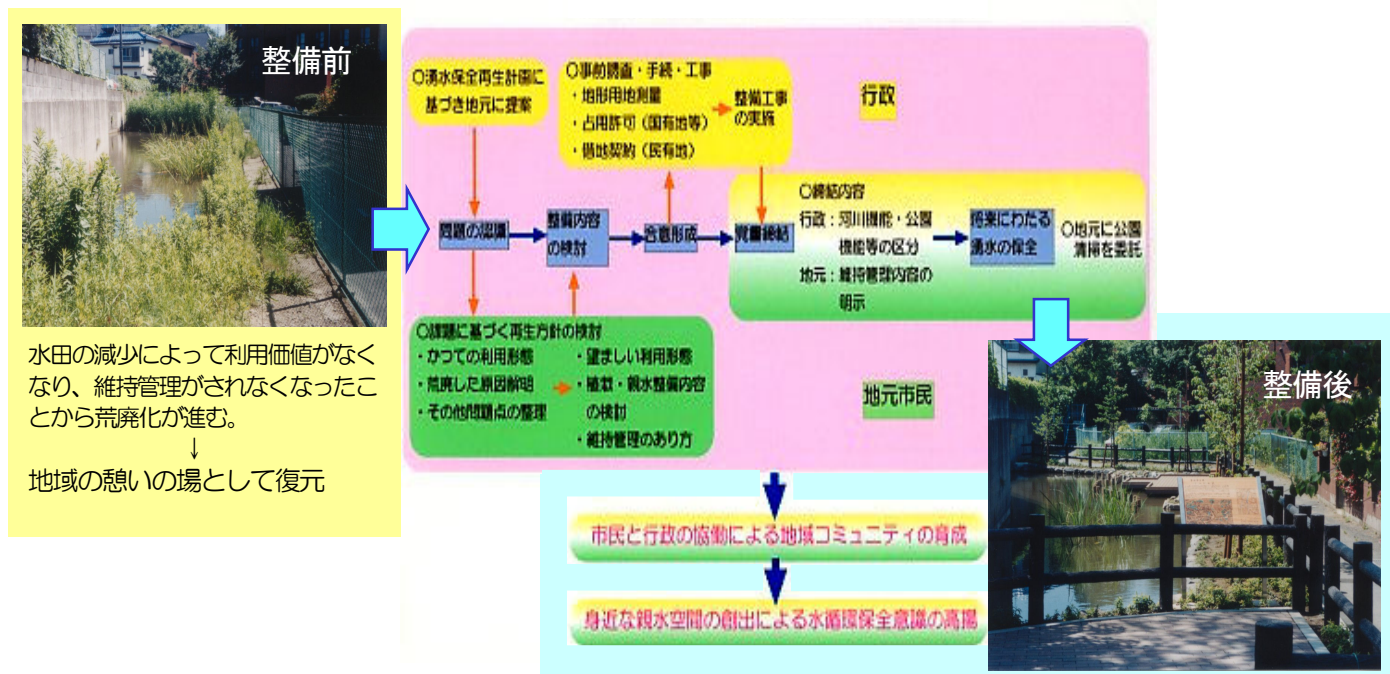 整備前
水田の減少によって利用価値がなく
なり、維持管理がされなくなったこ
とから荒廃化が進む。
↓
地域の憩いの場として復元
○湧水保全再生計画に
基づき地元に提案
○事前調査・手続・工事
・地形用地測量
・占用許可（国有地等）
・借地契約（民有地）
整備工事
の実施
行政
問題の認識
整備内容
の検討
合意形成
締結
○締結内容
行政：河川機能・公園
機能等の区分
地元：維持管理内容の
明示
将来にわたる
湧水の保全
○地元に公園
清掃を委託
○課題に基づく再生方針の検討
・かつての利用形態
・荒廃した原因解明
・その他問題点の整理
・望ましい利用形態
・植栽・親水整備内容
の検討
・維持管理のあり方
地元市民
整備後
市民と行政の協働による地域コミュニティの育成
身近な親水空間の創出による水循環保全意識の高揚